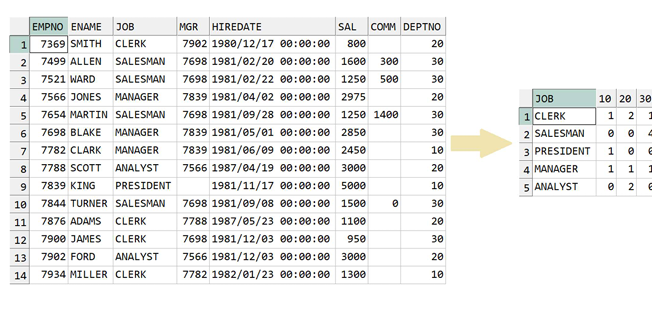 EMPNO ENAME JOB MGR HIREDATE SAL COMM DEPTNO
1 7369 SMITH CLERK 7902 1980/12/17 00:00:00 800 20
2 7499 ALLEN SALESMAN 7698 1981/02/20 00:00:00 1600 300 30
3 7521 WARD SALESMAN 7698 1981/02/22 00:00:00 1250 500 30
4 7566 JONES MANAGER 7839 1981/04/02 00:00:00 2975 20
5 7654 MARTIN SALESMAN 7698 1981/09/28 00:00:00 1250 1400 30
6 7698 BLAKE MANAGER 7839 1981/05/01 00:00:00 2850 30
7 7782 CLARK MANAGER 7839 1981/06/09 00:00:00 2450 10
8 7788 SCOTT ANALYST 7566 1987/04/19 00:00:00 3000 20
9 7839 KING PRESIDENT 1981/11/17 00:00:00 5000 10
10 7844 TURNER SALESMAN 7698 1981/09/08 00:00:00 1500 0 30
11 7876 ADAMS CLERK 7788 1987/05/23 00:00:00 1100 20
12 7900 JAMES CLERK 7698 1981/12/03 00:00:00 950 30
13 7902 FORD ANALYST 7566 1981/12/03 00:00:00 3000 20
14 7934 MILLER CLERK 7782 1982/01/23 00:00:00 1300 10
JOB 10 20 30
1 CLERK 1 2 1
2 SALESMAN 0 0 4
3 PRESIDENT 1 0 0
4 MANAGER 1 1 1
5 ANALYST 0 2 0